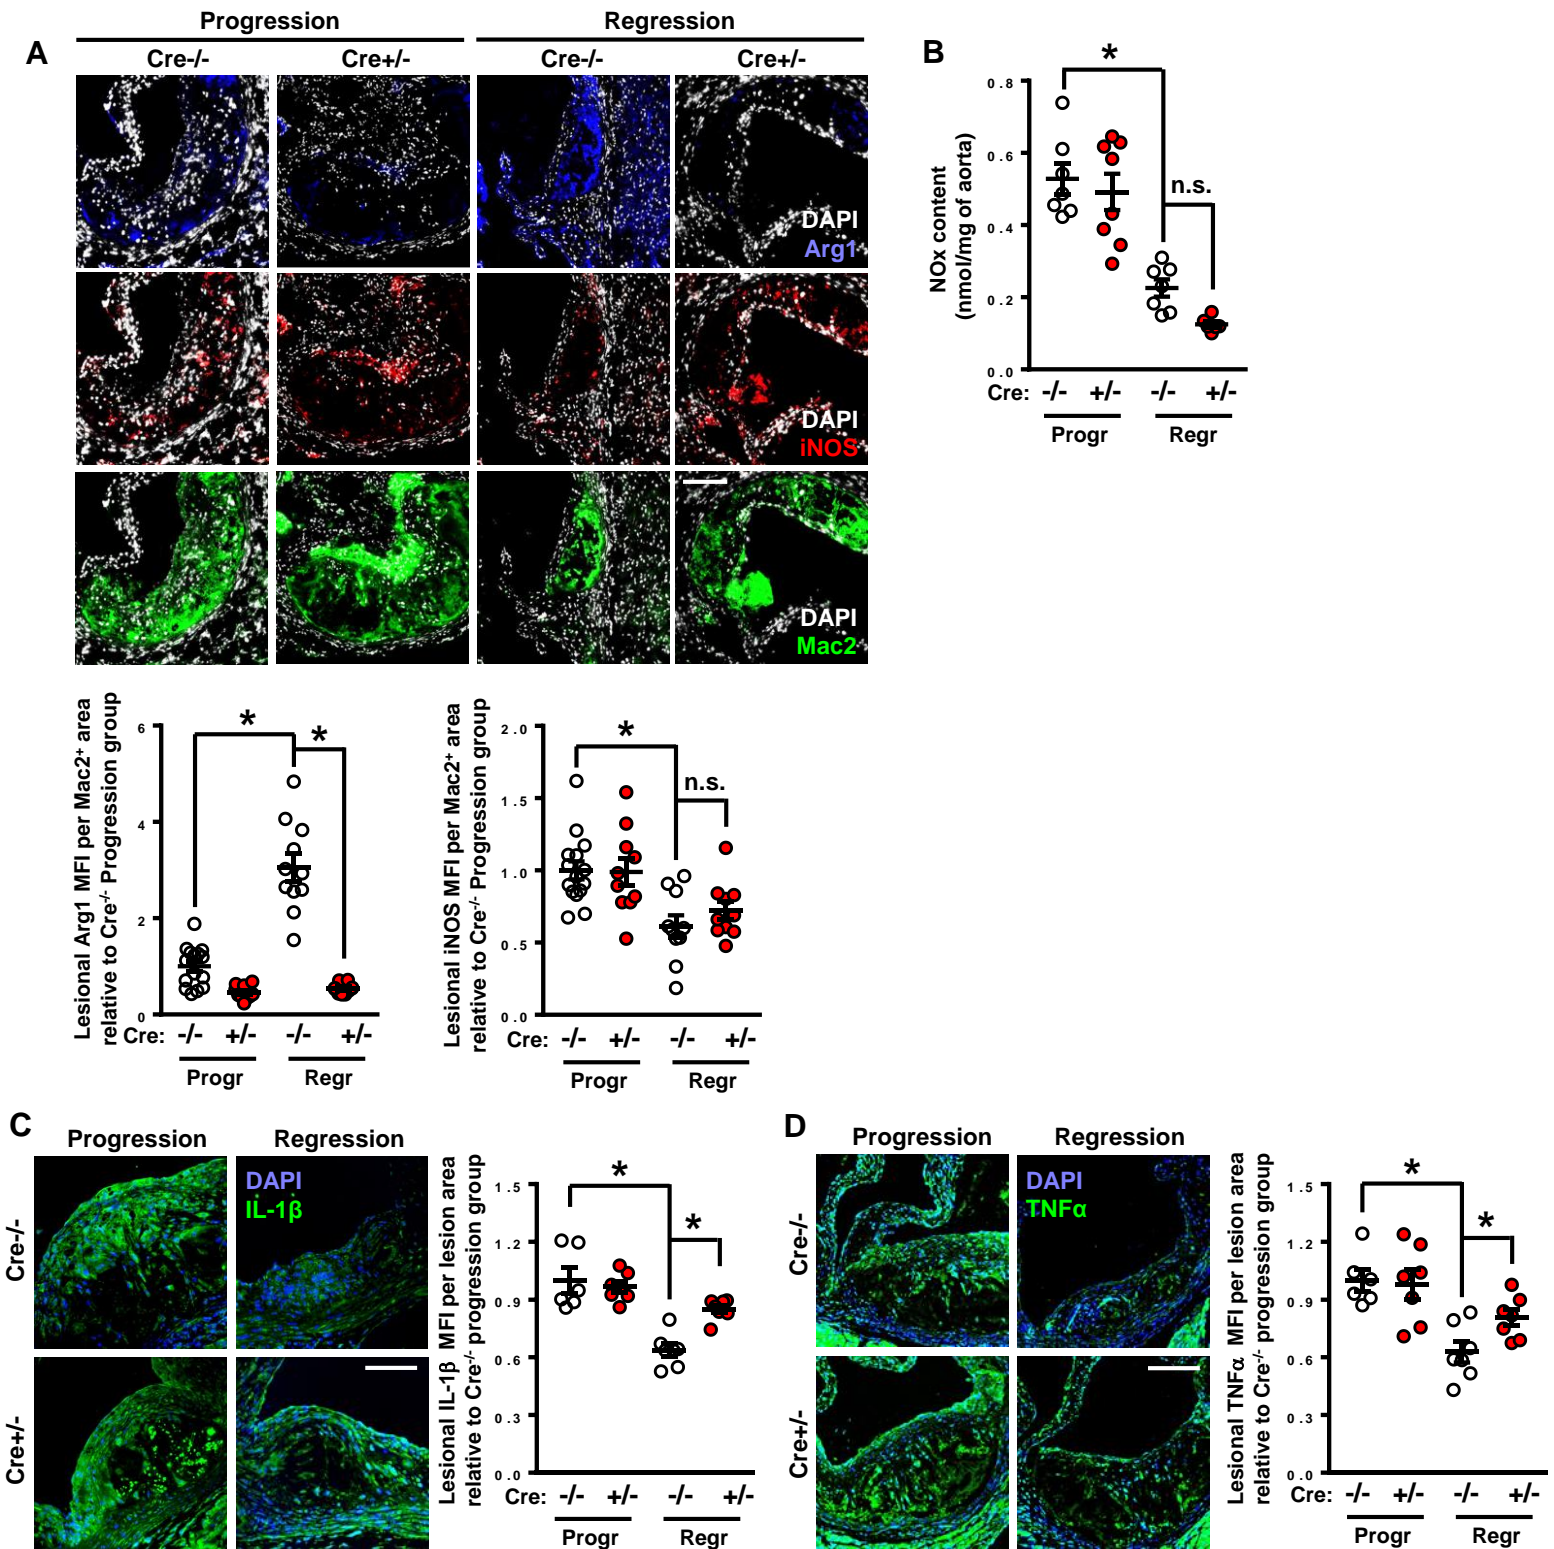 Progression
Regression
A
Cre-/-
Cre+/-
Cre-/-
Cre+/-
DAPI
Arg1
DAPI
iNOS
DAPI
Mac2
Lesional Arg1 MFI per Mac2⁺ area
relative to Cre⁻/⁻ Progression group
6
4
2
0
*
*
Cre: -/- +/- -/- +/-
Progr Regr
Lesional iNOS MFI per Mac2⁺ area
relative to Cre⁻/⁻ Progression group
2.0
1.5
1.0
0.5
0.0
*
n.s.
Cre: -/- +/- -/- +/-
Progr Regr
B
NOx content
(nmol/mg of aorta)
0.8
0.6
0.4
0.2
0.0
*
n.s.
Cre: -/- +/- -/- +/-
Progr Regr
C
Progression Regression
Cre-/-
Cre+/-
DAPI
IL-1β
Lesional IL-1β MFI per lesion area
relative to Cre⁻/⁻ progression group
1.5
1.2
0.9
0.6
0.3
0.0
*
*
Cre: -/- +/- -/- +/-
Progr Regr
D
Progression Regression
Cre-/-
Cre+/-
DAPI
TNFα
Lesional TNFα MFI per lesion area
relative to Cre⁻/⁻ progression group
1.5
1.2
0.9
0.6
0.3
0.0
*
*
Cre: -/- +/- -/- +/-
Progr Regr